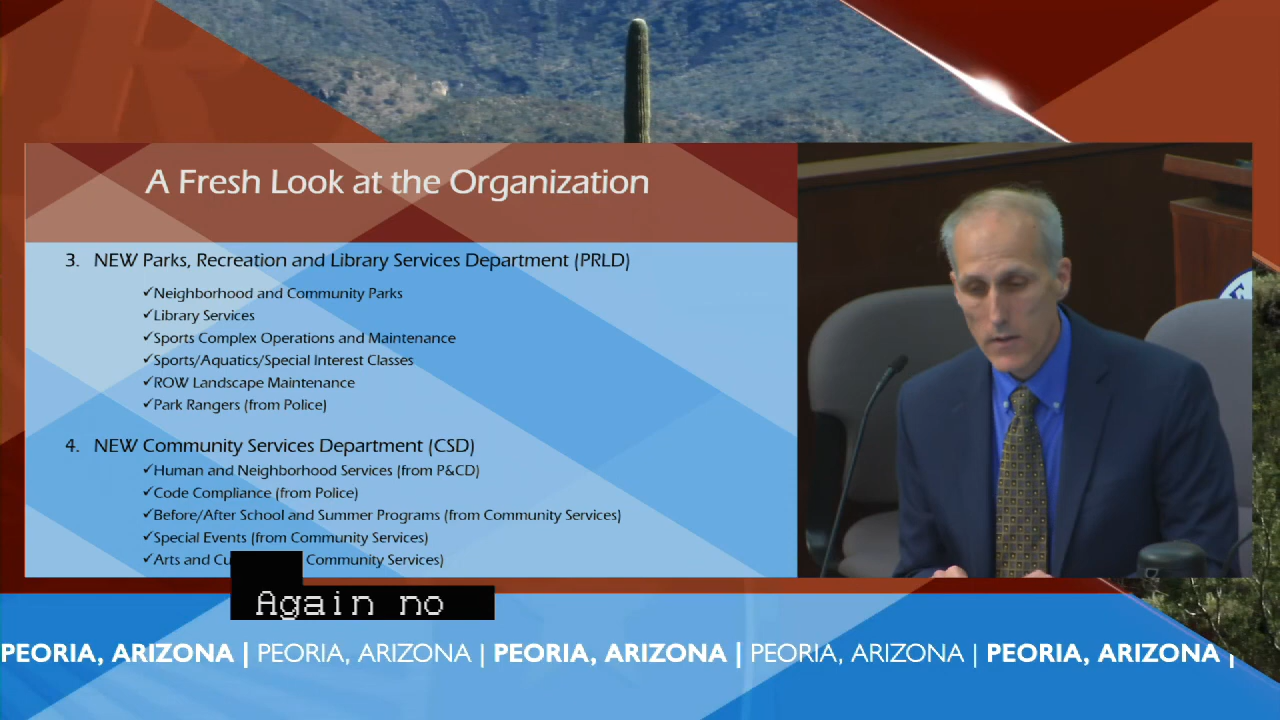 A Fresh Look at the Organization
3. NEW Parks, Recreation and Library Services Department (PRLD)
✓Neighborhood and Community Parks
✓Library Services
✓Sports Complex Operations and Maintenance
✓Sports/Aquatics/Special Interest Classes
✓ROW Landscape Maintenance
✓Park Rangers (from Police)
4. NEW Community Services Department (CSD)
✓Human and Neighborhood Services (from P&CD)
✓Code Compliance (from Police)
✓Before/After School and Summer Programs (from Community Services)
✓Special Events (from Community Services)
✓Arts and Cu Community Services)
Again no
PEORIA, ARIZONA | PEORIA, ARIZONA | PEORIA, ARIZONA | PEORIA, ARIZONA | PEORIA, ARIZONA |